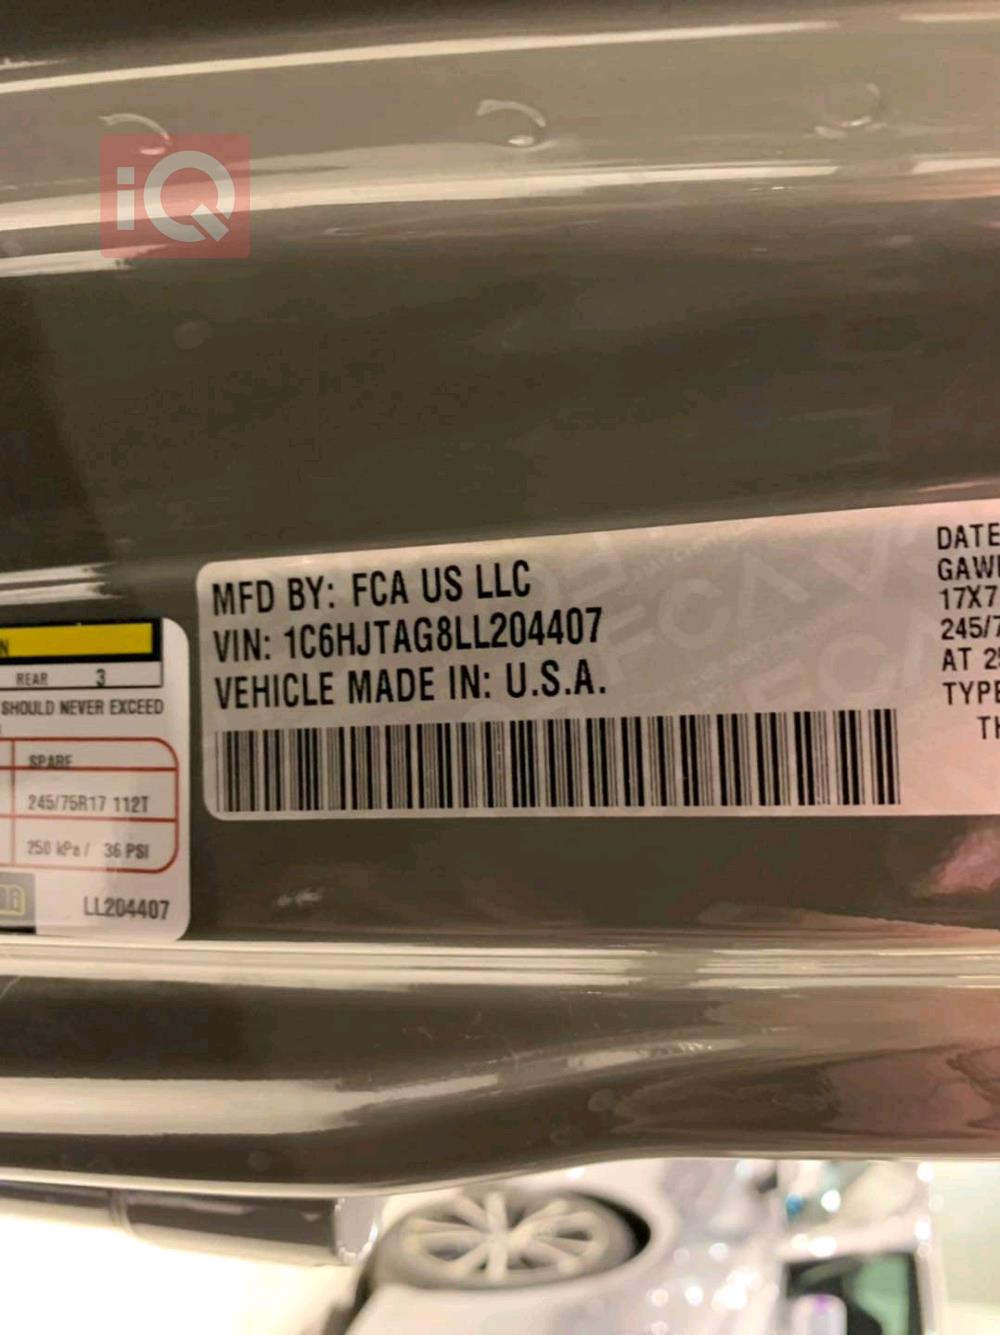 iQ
MFD BY: FCA US LLC
VIN: 1C6HJTAG8LL204407
VEHICLE MADE IN: U.S.A.
DATE
17X7
245/7
AT 25
TYPE
REAR 3
SHOULD NEVER EXCEED
SPARE
245/75R17 112T
250 kPa / 36 PSI
LL204407